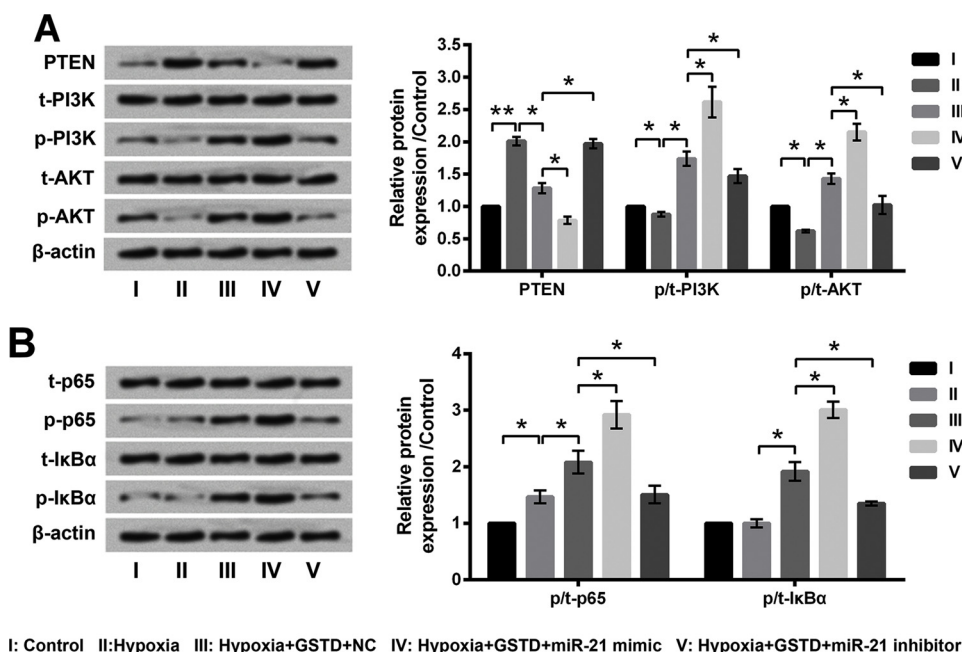 A
PTEN
t-PI3K
p-PI3K
t-AKT
p-AKT
β-actin
I II III IV V
Relative protein
expression /Control
3.0
2.5
2.0
1.5
1.0
0.5
0.0
** * * *
* * * *
* * * *
PTEN p/t-PI3K p/t-AKT
I
II
III
IV
V
B
t-p65
p-p65
t-IκBα
p-IκBα
β-actin
I II III IV V
Relative protein
expression /Control
4
3
2
1
0
* * * *
* * *
p/t-p65 p/t-IκBα
I
II
III
IV
V
I: Control II:Hypoxia III: Hypoxia+GSTD+NC IV: Hypoxia+GSTD+miR-21 mimic V: Hypoxia+GSTD+miR-21 inhibitor